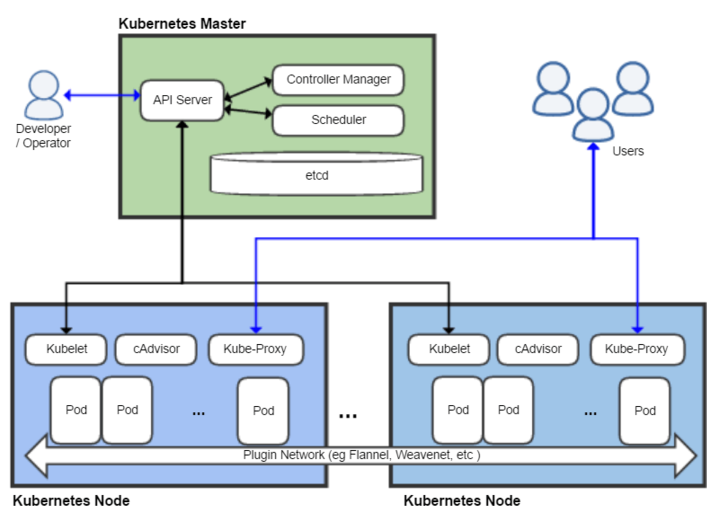 Kubernetes Master
API Server
Controller Manager
Scheduler
etcd
Developer
/ Operator
Users
Kubelet
cAdvisor
Kube-Proxy
Pod
Pod
...
Pod
...
Kubelet
cAdvisor
Kube-Proxy
Pod
Pod
...
Pod
Plugin Network (eg Flannel, Weavenet, etc )
Kubernetes Node
Kubernetes Node